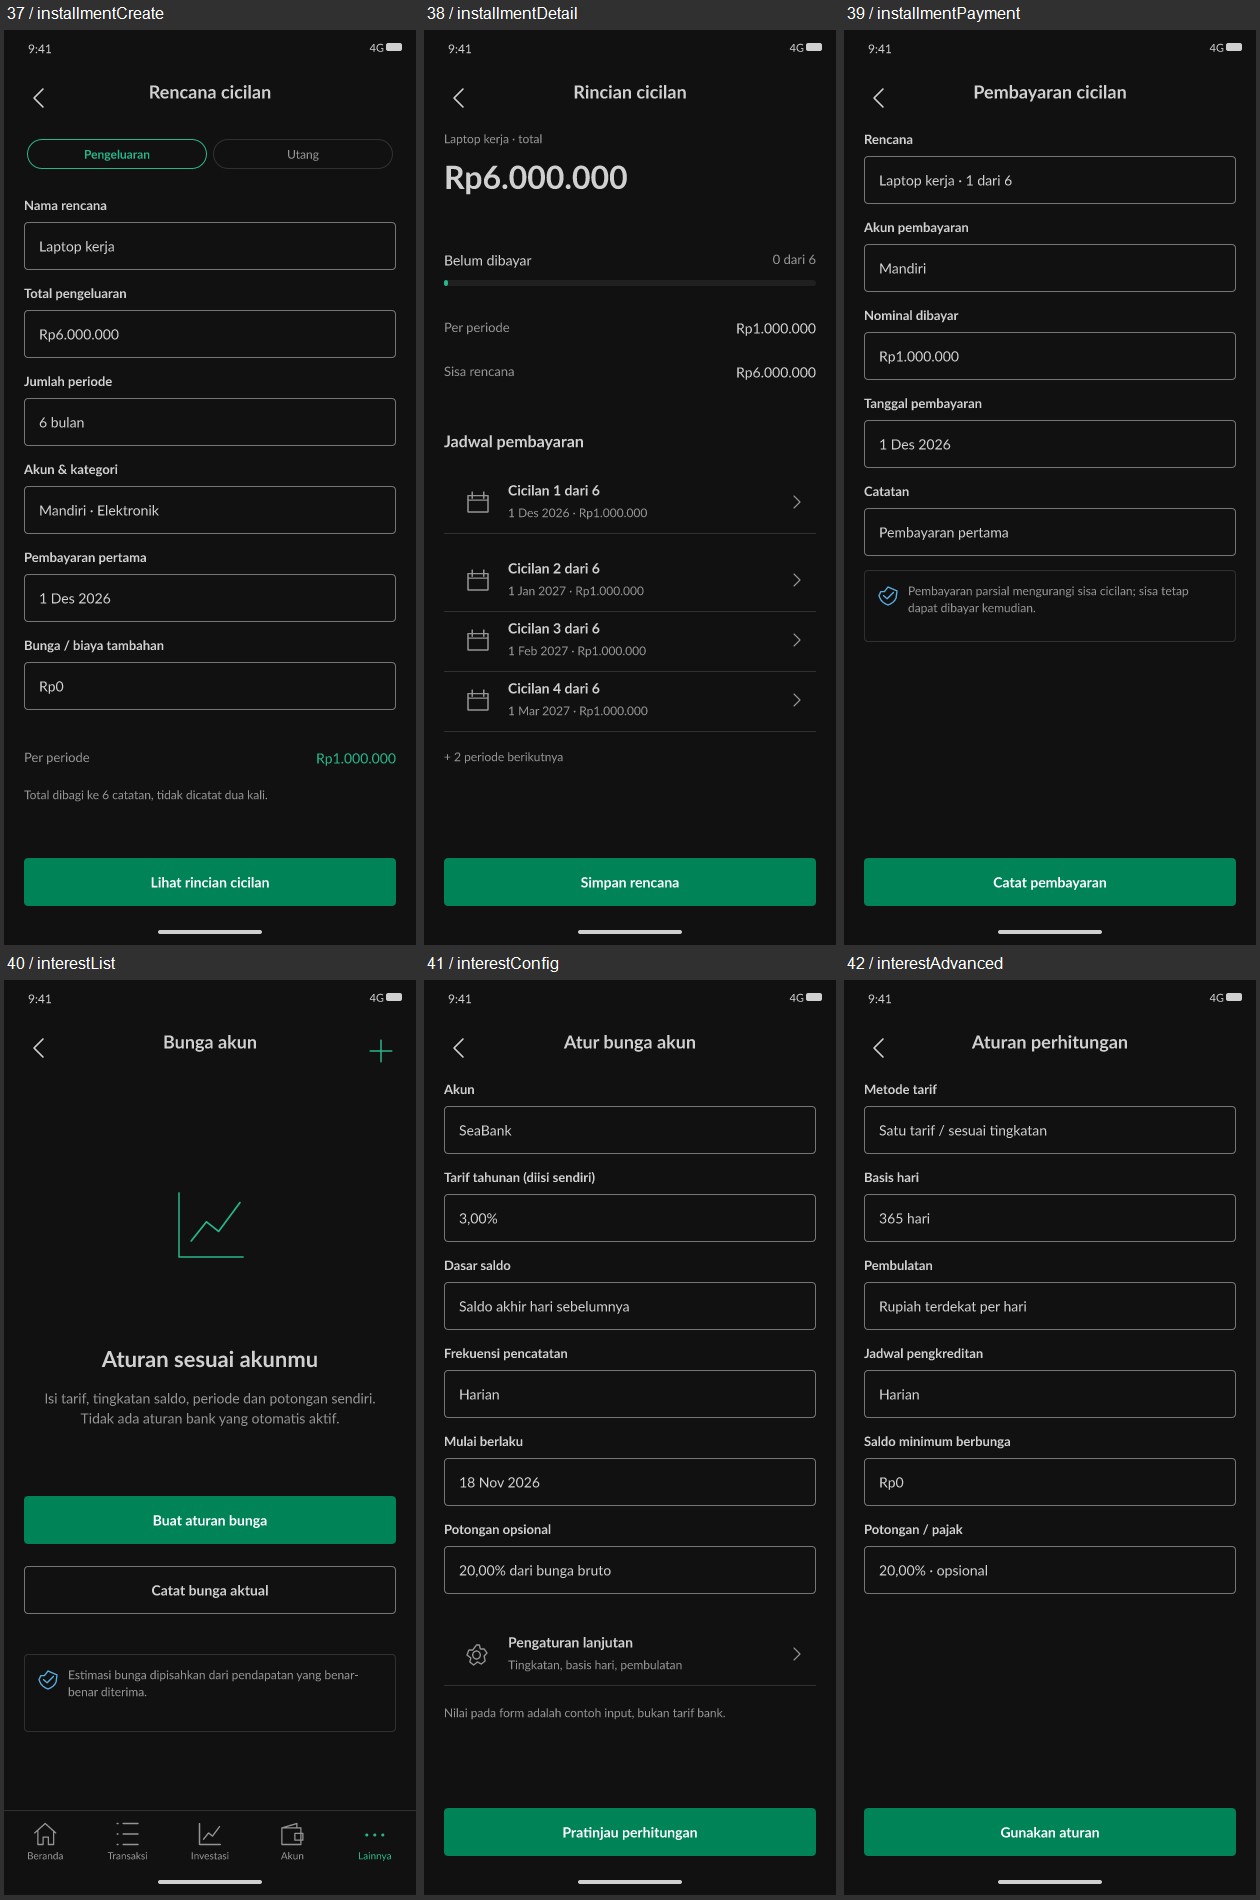 37 / installmentCreate
9:41
4G
Rencana cicilan
Pengeluaran
Utang
Nama rencana
Laptop kerja
Total pengeluaran
Rp6.000.000
Jumlah periode
6 bulan
Akun & kategori
Mandiri · Elektronik
Pembayaran pertama
1 Des 2026
Bunga / biaya tambahan
Rp0
Per periode
Rp1.000.000
Total dibagi ke 6 catatan, tidak dicatat dua kali.
Lihat rincian cicilan
38 / installmentDetail
9:41
4G
Rincian cicilan
Laptop kerja · total
Rp6.000.000
Belum dibayar
0 dari 6
Per periode
Rp1.000.000
Sisa rencana
Rp6.000.000
Jadwal pembayaran
Cicilan 1 dari 6
1 Des 2026 · Rp1.000.000
Cicilan 2 dari 6
1 Jan 2027 · Rp1.000.000
Cicilan 3 dari 6
1 Feb 2027 · Rp1.000.000
Cicilan 4 dari 6
1 Mar 2027 · Rp1.000.000
+ 2 periode berikutnya
Simpan rencana
39 / installmentPayment
9:41
4G
Pembayaran cicilan
Rencana
Laptop kerja · 1 dari 6
Akun pembayaran
Mandiri
Nominal dibayar
Rp1.000.000
Tanggal pembayaran
1 Des 2026
Catatan
Pembayaran pertama
Pembayaran parsial mengurangi sisa cicilan; sisa tetap
dapat dibayar kemudian.
Catat pembayaran
40 / interestList
9:41
4G
Bunga akun
Aturan sesuai akunmu
Isi tarif, tingkatan saldo, periode dan potongan sendiri.
Tidak ada aturan bank yang otomatis aktif.
Buat aturan bunga
Catat bunga aktual
Estimasi bunga dipisahkan dari pendapatan yang benar-
benar diterima.
Beranda
Transaksi
Investasi
Akun
Lainnya
41 / interestConfig
9:41
4G
Atur bunga akun
Akun
SeaBank
Tarif tahunan (diisi sendiri)
3,00%
Dasar saldo
Saldo akhir hari sebelumnya
Frekuensi pencatatan
Harian
Mulai berlaku
18 Nov 2026
Potongan opsional
20,00% dari bunga bruto
Pengaturan lanjutan
Tingkatan, basis hari, pembulatan
Nilai pada form adalah contoh input, bukan tarif bank.
Pratinjau perhitungan
42 / interestAdvanced
9:41
4G
Aturan perhitungan
Metode tarif
Satu tarif / sesuai tingkatan
Basis hari
365 hari
Pembulatan
Rupiah terdekat per hari
Jadwal pengkreditan
Harian
Saldo minimum berbunga
Rp0
Potongan / pajak
20,00% · opsional
Gunakan aturan